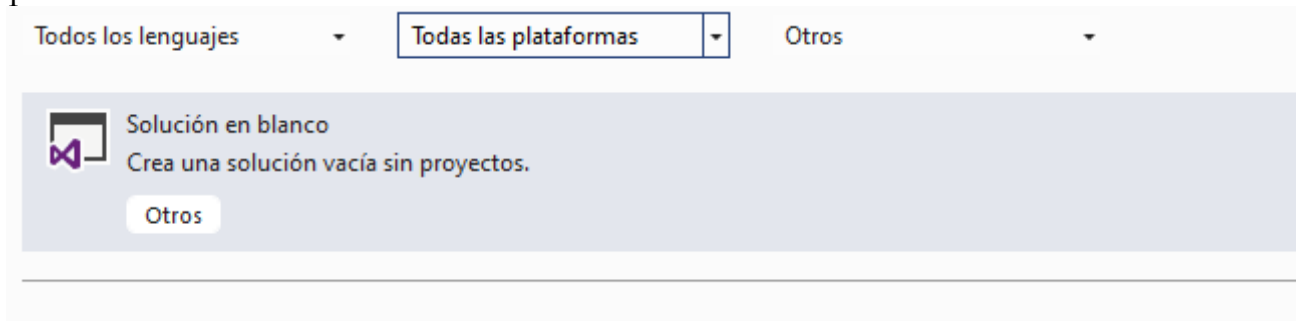 Todos los lenguajes Todas las plataformas Otros
Solución en blanco
Crea una solución vacía sin proyectos.
Otros